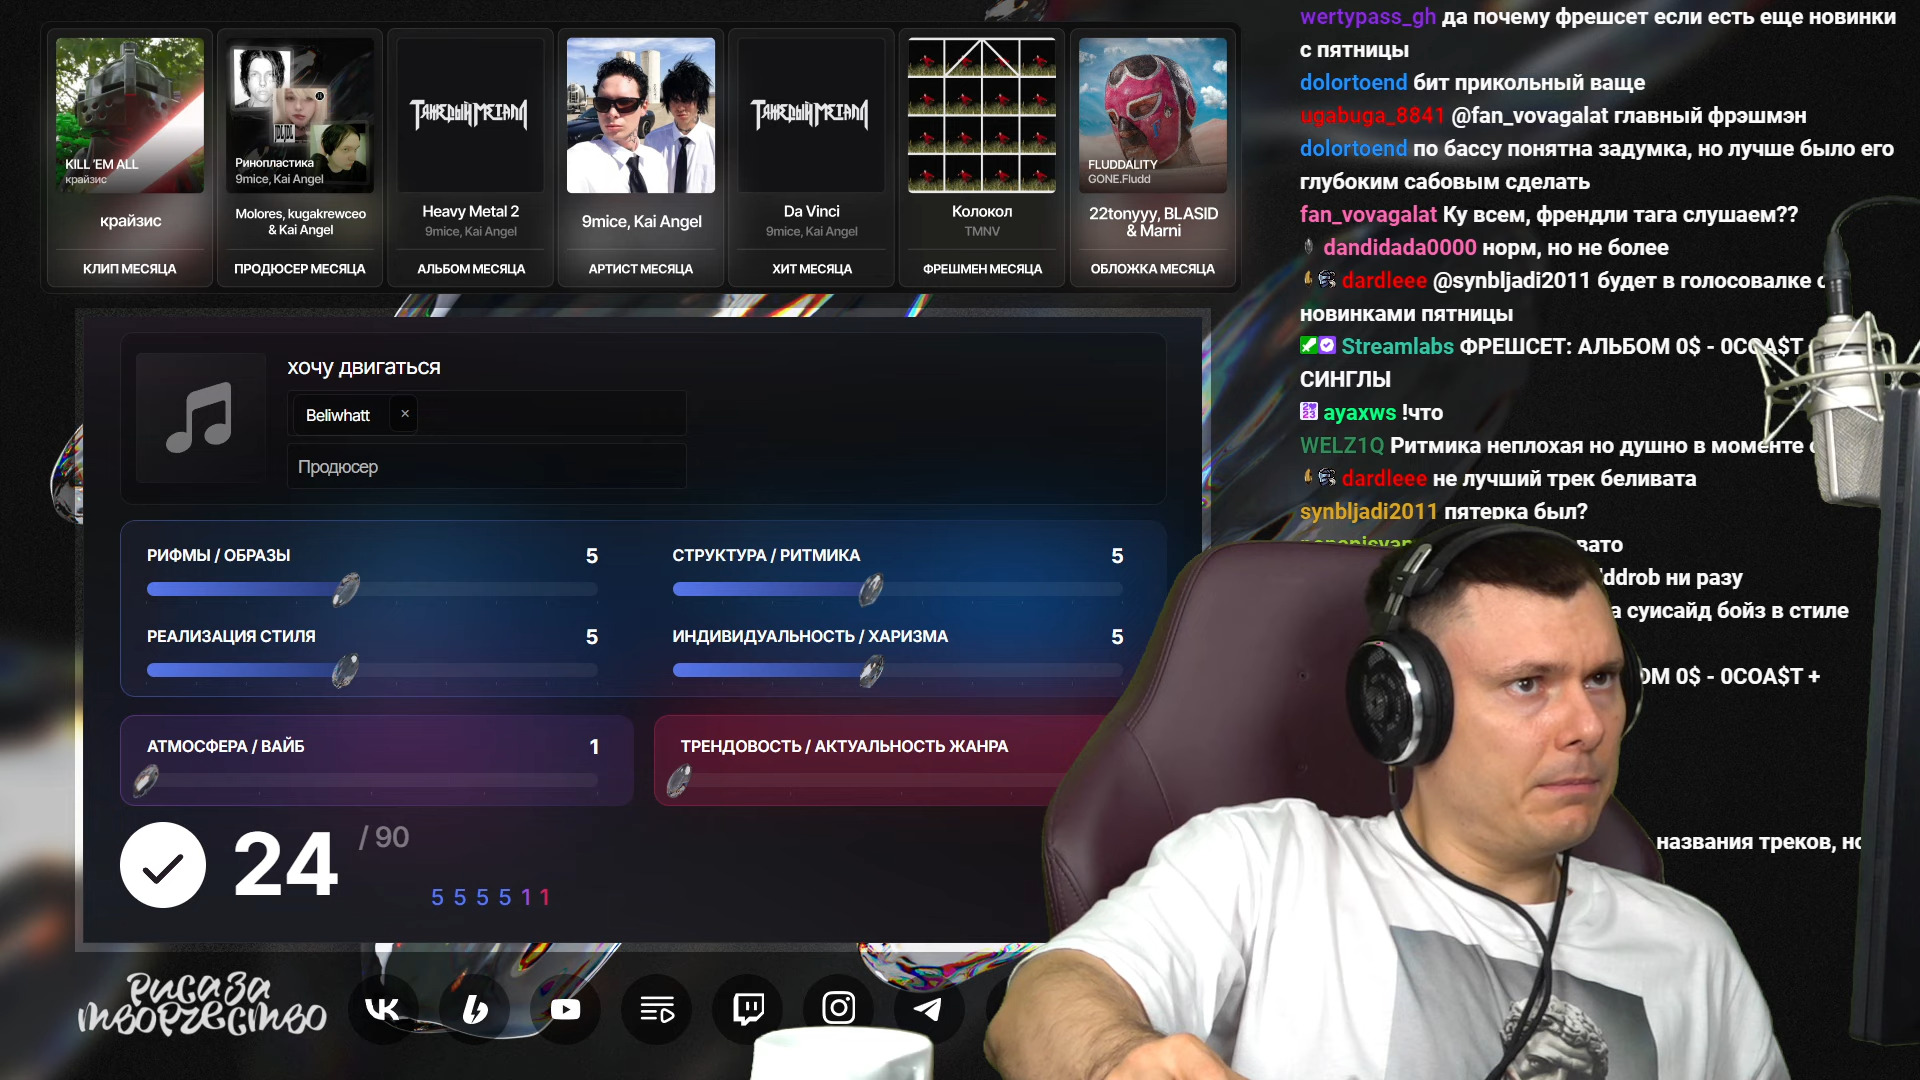 KILL 'EM ALL
крайзис
крайзис
КЛИП МЕСЯЦА
Ринопластика
9mice, Kai Angel
Molores, kugakrewceo
& Kai Angel
ПРОДЮСЕР МЕСЯЦА
ТЯЖЕЛЫЙ МЕТАЛЛ
Heavy Metal 2
9mice, Kai Angel
АЛЬБОМ МЕСЯЦА
9mice, Kai Angel
АРТИСТ МЕСЯЦА
ТЯЖЕЛЫЙ МЕТАЛЛ
Da Vinci
9mice, Kai Angel
ХИТ МЕСЯЦА
Колокол
TMNV
ФРЕШМЕН МЕСЯЦА
FLUDDALITY
GONE.Fludd
22tonyyy, BLASID
& Marni
ОБЛОЖКА МЕСЯЦА
хочу двигаться
Beliwhatt ×
Продюсер
РИФМЫ / ОБРАЗЫ 5
СТРУКТУРА / РИТМИКА 5
РЕАЛИЗАЦИЯ СТИЛЯ 5
ИНДИВИДУАЛЬНОСТЬ / ХАРИЗМА 5
АТМОСФЕРА / ВАЙБ 1
ТРЕНДОВОСТЬ / АКТУАЛЬНОСТЬ ЖАНРА
24 / 90
5 5 5 5 1 1
РИСАЗА
ТВОРЧЕСТВО
wertypass_gh да почему фрешсет если есть еще новинки
с пятницы
dolortoend бит прикольный ваще
ugabuga_8841 @fan_vovagalat главный фрэшмэн
dolortoend по бассу понятна задумка, но лучше было его
глубоким сабовым сделать
fan_vovagalat Ку всем, френдли тага слушаем??
dandidada0000 норм, но не более
dardleee @synbljadi2011 будет в голосовалке с
новинками пятницы
Streamlabs ФРЕШСЕТ: АЛЬБОМ 0$ - 0COA$T
СИНГЛЫ
ayaxws !что
WELZ1Q Ритмика неплохая но душно в моменте
dardleee не лучший трек беливата
synbljadi2011 пятерка был?
вато
ddrob ни разу
а суисайд бойз в стиле
ОМ 0$ - 0COA$T +
названия треков, но